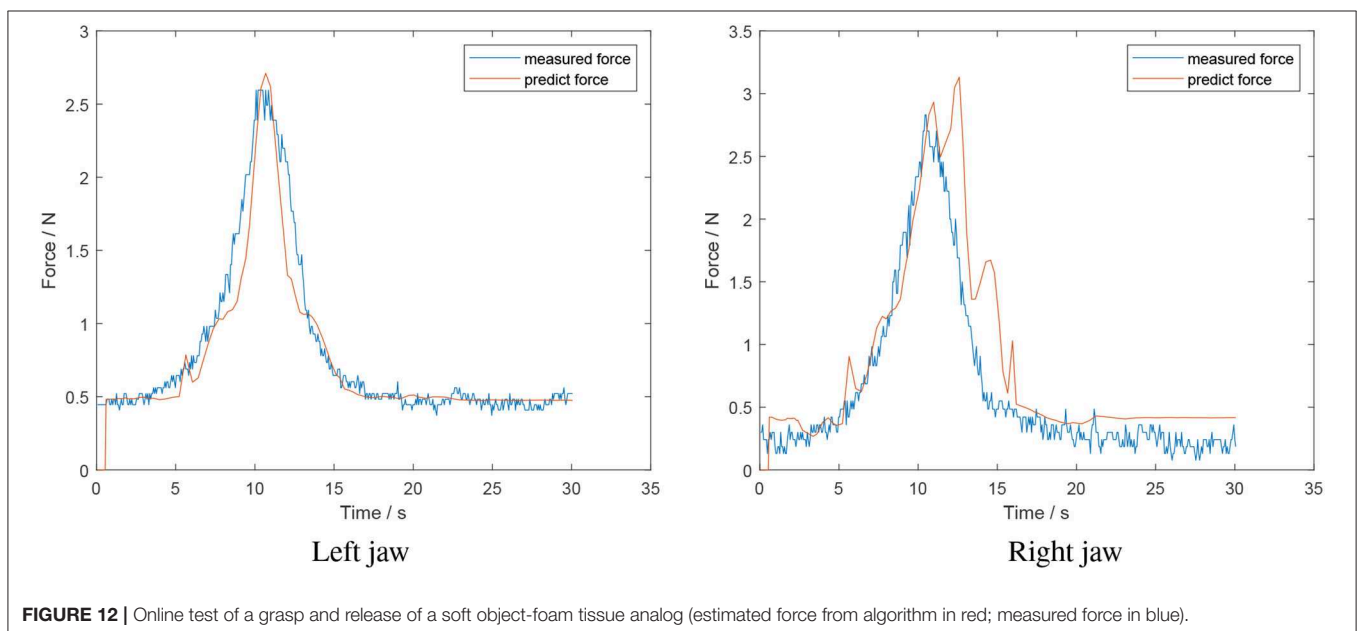 3
2.5
2
1.5
1
0.5
0
Force / N
0 5 10 15 20 25 30 35
Time / s
measured force
predict force
Left jaw
3.5
3
2.5
2
1.5
1
0.5
0
Force / N
0 5 10 15 20 25 30 35
Time / s
measured force
predict force
Right jaw
FIGURE 12 | Online test of a grasp and release of a soft object-foam tissue analog (estimated force from algorithm in red; measured force in blue).